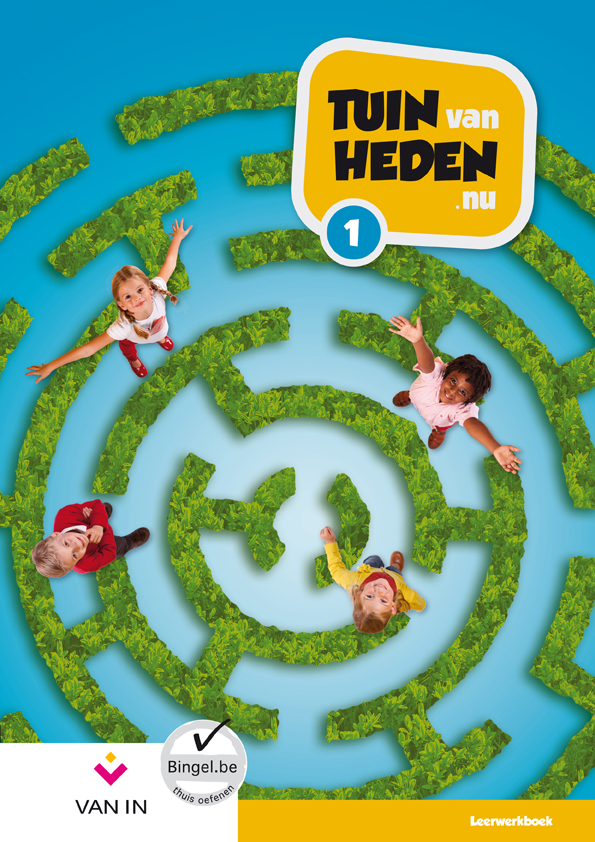 TUIN van
HEDEN
.nu
1
Bingel.be
thuis oefenen
VAN IN
Leerwerkboek